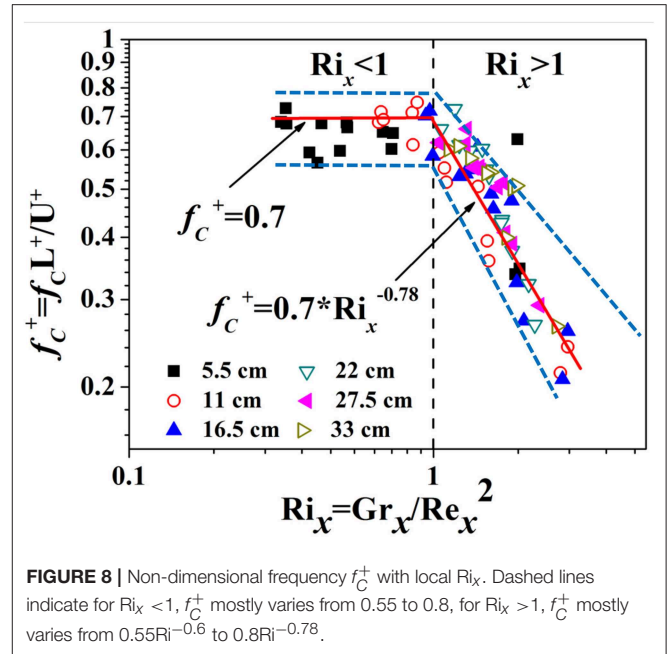 1
0.9
0.8
0.7
0.6
0.5
0.4
0.3
0.2
Ri_x<1
Ri_x>1
f_C^+=0.7
f_C^+=0.7*Ri_x^-0.78
5.5 cm
11 cm
16.5 cm
22 cm
27.5 cm
33 cm
0.1
1
f_C^+=f_C L^+/U^+
Ri_x=Gr_x/Re_x^2
FIGURE 8 | Non-dimensional frequency f_C^+ with local Ri_x. Dashed lines
indicate for Ri_x <1, f_C^+ mostly varies from 0.55 to 0.8, for Ri_x >1, f_C^+ mostly
varies from 0.55Ri^−0.6 to 0.8Ri^−0.78.